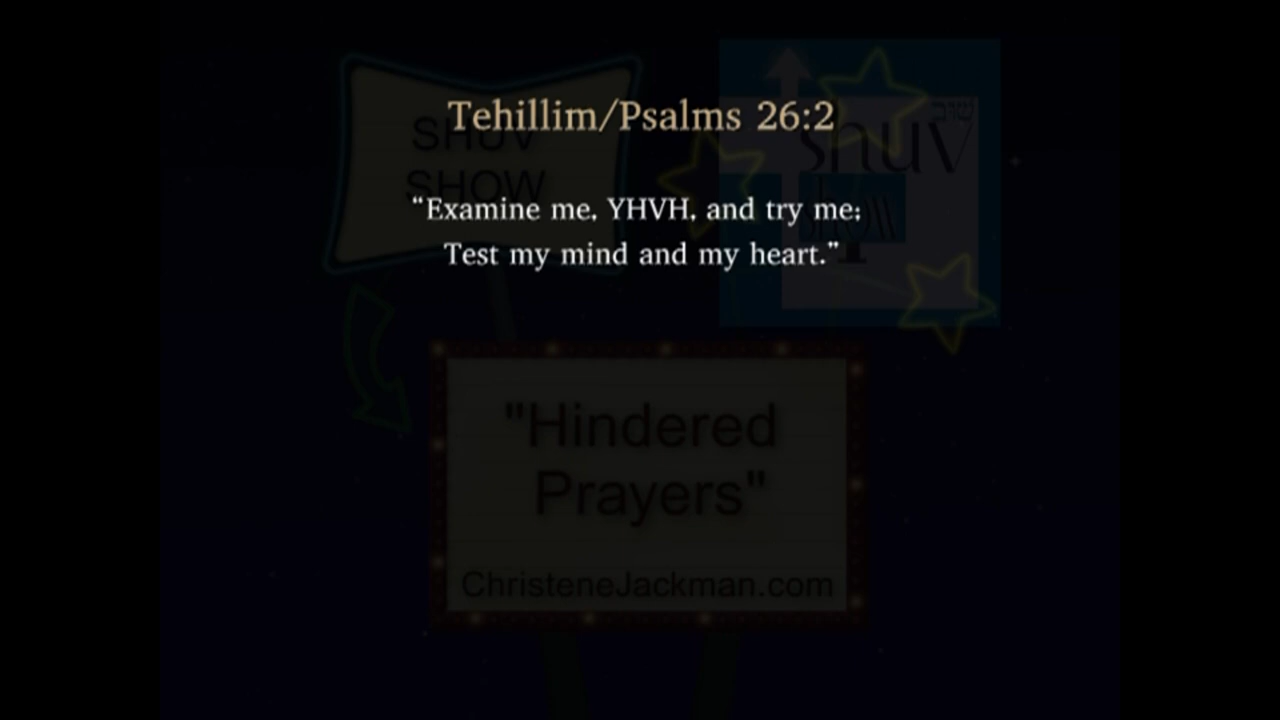 Tehillim/Psalms 26:2
“Examine me, YHVH, and try me;
Test my mind and my heart.”
SHUV
SHOW
שוב
shuv
show
"Hindered
Prayers"
ChristeneJackman.com